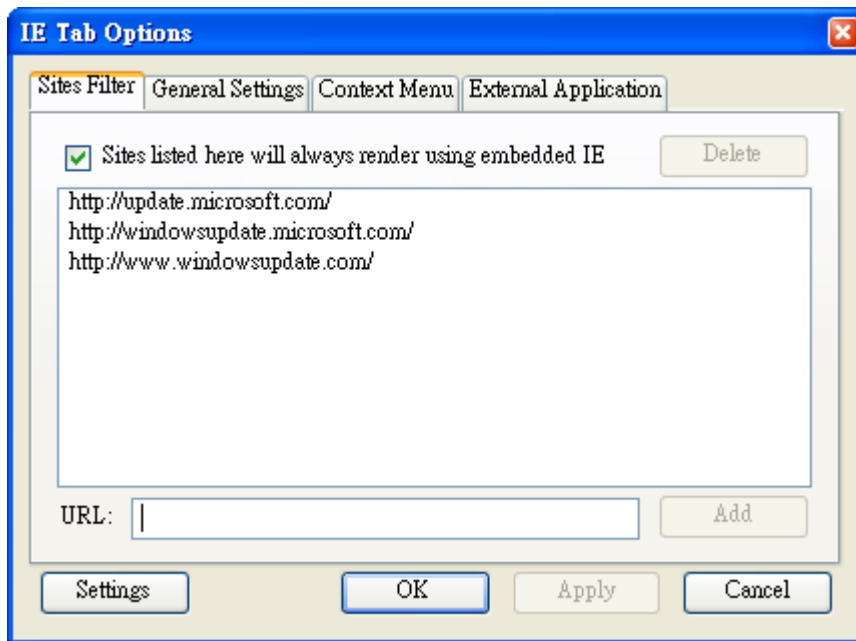 IE Tab Options
Sites Filter General Settings Context Menu External Application
Sites listed here will always render using embedded IE Delete
http://update.microsoft.com/
http://windowsupdate.microsoft.com/
http://www.windowsupdate.com/
URL: Add
Settings OK Apply Cancel